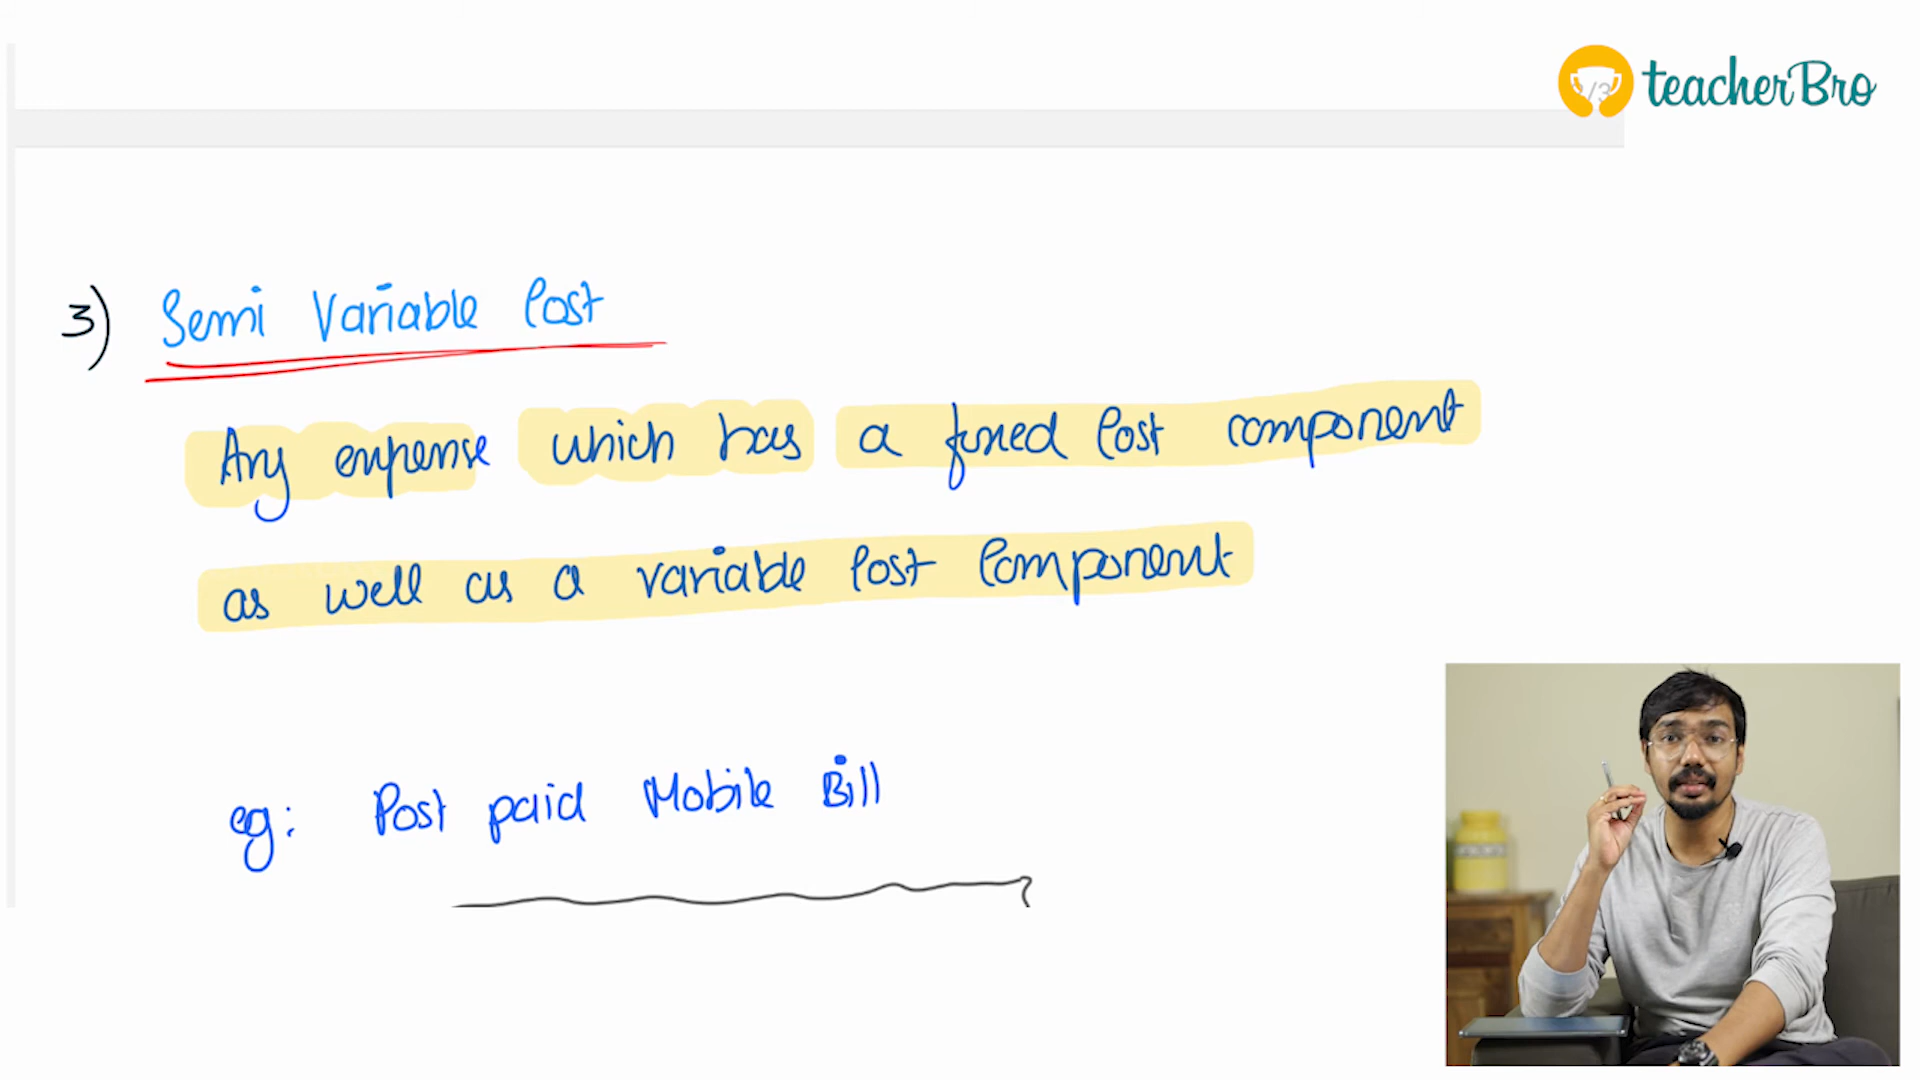 teacherBro
3) Semi Variable Cost
Any expense which has a fixed Cost component
as well as a variable Cost Component
eg: Post paid Mobile Bill